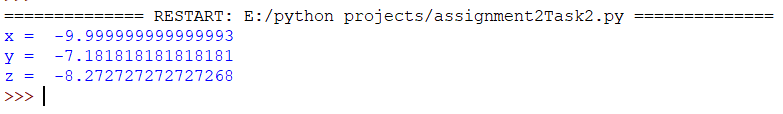 ============== RESTART: E:/python projects/assignment2Task2.py ==============
x =  -9.999999999999993
y =  -7.181818181818181
z =  -8.272727272727268
>>>